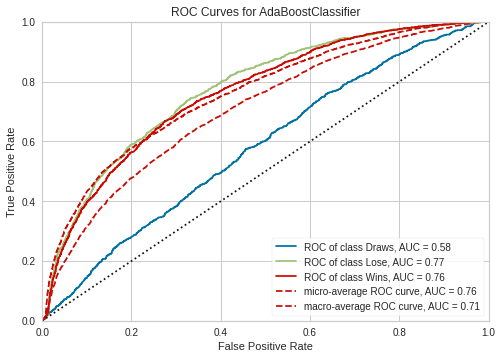 ROC Curves for AdaBoostClassifier
True Positive Rate
1.0
0.8
0.6
0.4
0.2
0.0
ROC of class Draws, AUC = 0.58
ROC of class Lose, AUC = 0.77
ROC of class Wins, AUC = 0.76
micro-average ROC curve, AUC = 0.76
macro-average ROC curve, AUC = 0.71
0.0 0.2 0.4 0.6 0.8 1.0
False Positive Rate